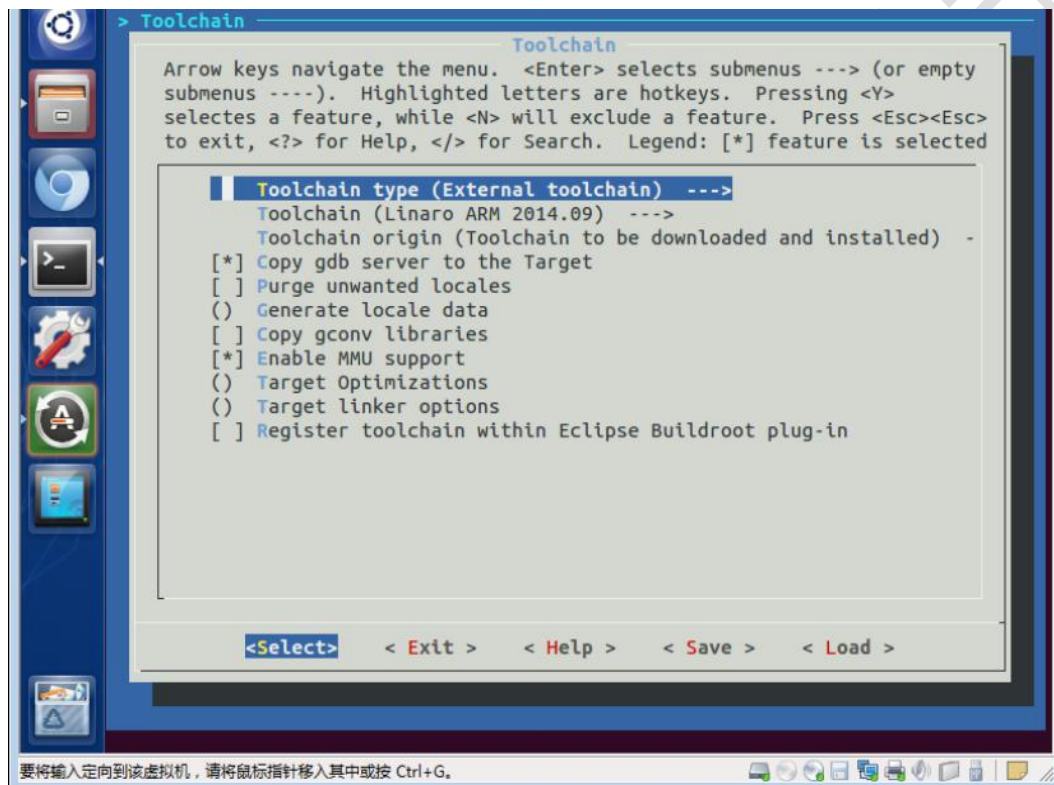 > Toolchain
Toolchain
Arrow keys navigate the menu. <Enter> selects submenus ---> (or empty
submenus ----). Highlighted letters are hotkeys. Pressing <Y>
selectes a feature, while <N> will exclude a feature. Press <Esc><Esc>
to exit, <?> for Help, </> for Search. Legend: [*] feature is selected
Toolchain type (External toolchain) --->
Toolchain (Linaro ARM 2014.09) --->
Toolchain origin (Toolchain to be downloaded and installed) -
[*] Copy gdb server to the Target
[ ] Purge unwanted locales
() Generate locale data
[ ] Copy gconv libraries
[*] Enable MMU support
() Target Optimizations
() Target linker options
[ ] Register toolchain within Eclipse Buildroot plug-in
<Select> < Exit > < Help > < Save > < Load >
要将输入定向到该虚拟机，请将鼠标指针移入其中或按 Ctrl+G。